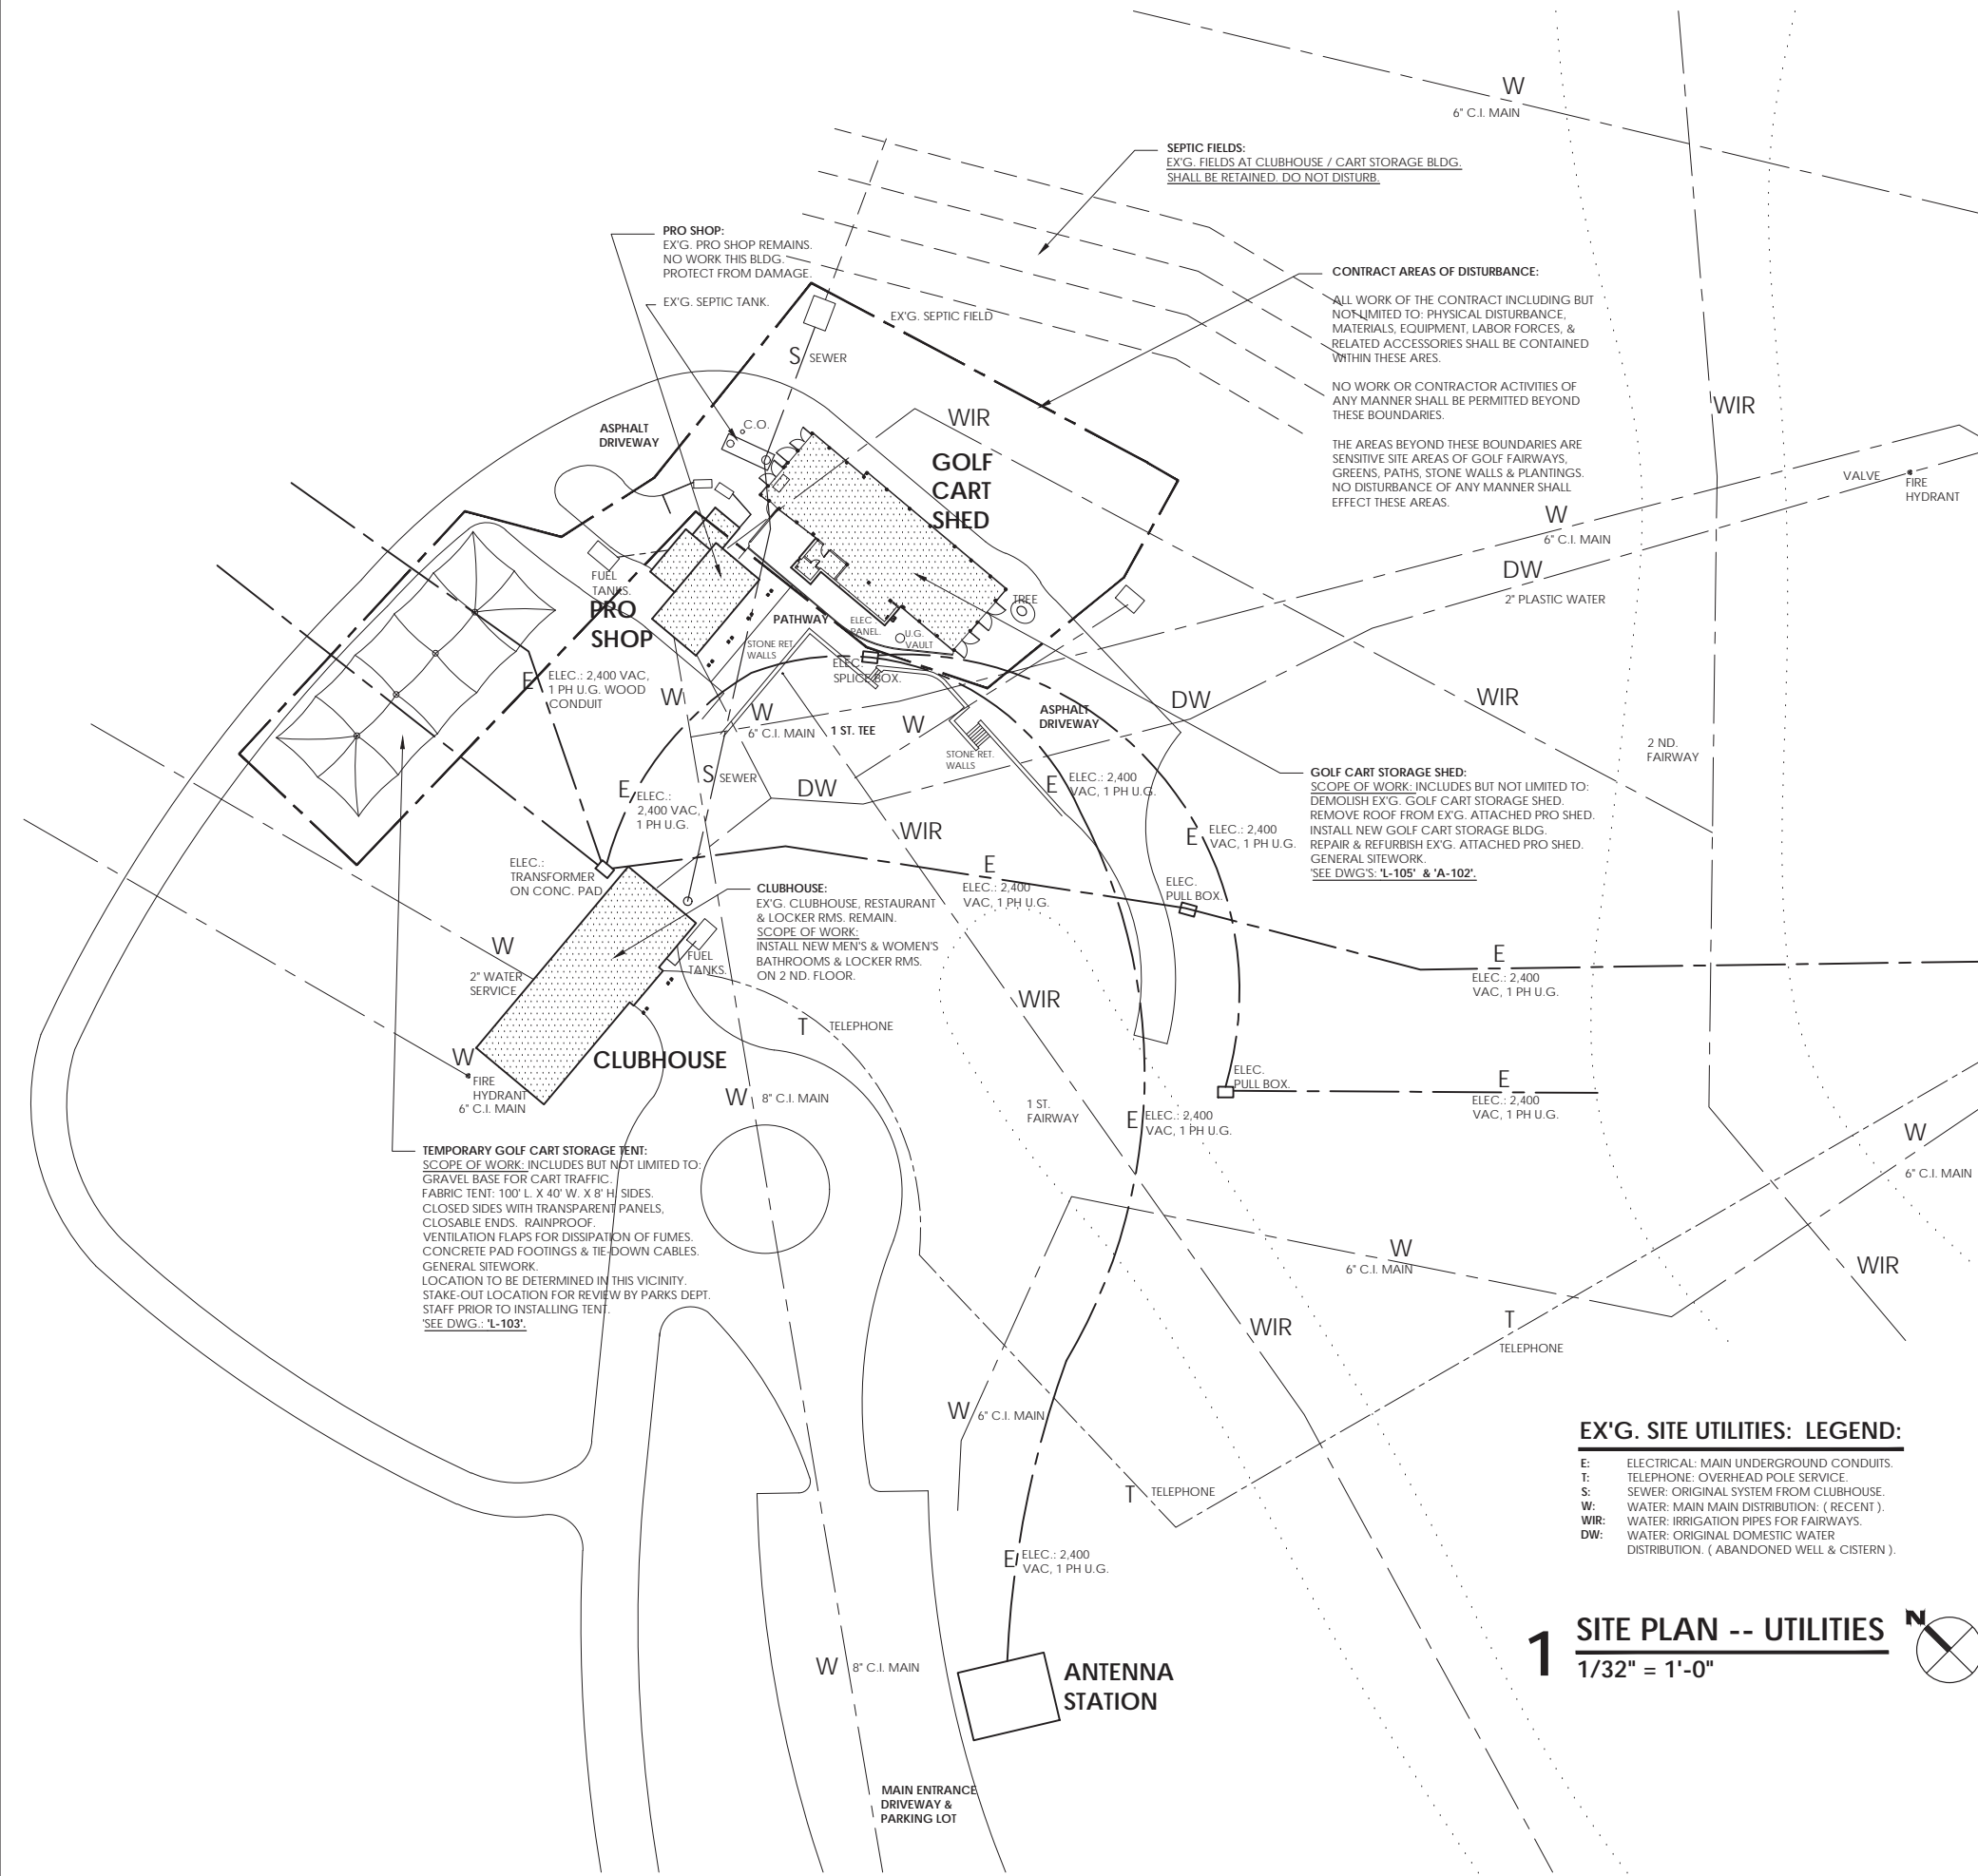 W
6" C.I. MAIN
SEPTIC FIELDS:
EX'G. FIELDS AT CLUBHOUSE / CART STORAGE BLDG.
SHALL BE RETAINED. DO NOT DISTURB.
PRO SHOP:
EX'G. PRO SHOP REMAINS.
NO WORK THIS BLDG.
PROTECT FROM DAMAGE.
EX'G. SEPTIC TANK.
EX'G. SEPTIC FIELD
CONTRACT AREAS OF DISTURBANCE:
ALL WORK OF THE CONTRACT INCLUDING BUT
NOT LIMITED TO: PHYSICAL DISTURBANCE,
MATERIALS, EQUIPMENT, LABOR FORCES, &
RELATED ACCESSORIES SHALL BE CONTAINED
WITHIN THESE ARES.
NO WORK OR CONTRACTOR ACTIVITIES OF
ANY MANNER SHALL BE PERMITTED BEYOND
THESE BOUNDARIES.
THE AREAS BEYOND THESE BOUNDARIES ARE
SENSITIVE SITE AREAS OF GOLF FAIRWAYS,
GREENS, PATHS, STONE WALLS & PLANTINGS.
NO DISTURBANCE OF ANY MANNER SHALL
EFFECT THESE AREAS.
S SEWER
WIR
WIR
C.O.
ASPHALT
DRIVEWAY
GOLF
CART
SHED
VALVE
FIRE
HYDRANT
W
6" C.I. MAIN
DW
2" PLASTIC WATER
FUEL
TANKS.
PRO
SHOP
PATHWAY
ELEC
PANEL.
U.G.
VAULT
TREE
STONE RET.
WALLS
ELEC.
SPLICE BOX.
E
ELEC.: 2,400 VAC,
1 PH U.G. WOOD
CONDUIT
W
W
6" C.I. MAIN
1 ST. TEE
W
ASPHALT
DRIVEWAY
DW
WIR
STONE RET.
WALLS
2 ND.
FAIRWAY
S SEWER
DW
E
ELEC.:
2,400 VAC,
1 PH U.G.
E
ELEC.: 2,400
VAC, 1 PH U.G.
GOLF CART STORAGE SHED:
SCOPE OF WORK: INCLUDES BUT NOT LIMITED TO:
DEMOLISH EX'G. GOLF CART STORAGE SHED.
REMOVE ROOF FROM EX'G. ATTACHED PRO SHED.
INSTALL NEW GOLF CART STORAGE BLDG.
REPAIR & REFURBISH EX'G. ATTACHED PRO SHED.
GENERAL SITEWORK.
'SEE DWG'S: 'L-105' & 'A-102'.
WIR
E
ELEC.: 2,400
VAC, 1 PH U.G.
ELEC.:
TRANSFORMER
ON CONC. PAD
E
ELEC.: 2,400
VAC, 1 PH U.G.
ELEC.
PULL BOX.
CLUBHOUSE:
EX'G. CLUBHOUSE, RESTAURANT
& LOCKER RMS. REMAIN.
SCOPE OF WORK:
INSTALL NEW MEN'S & WOMEN'S
BATHROOMS & LOCKER RMS.
ON 2 ND. FLOOR.
W
2" WATER
SERVICE
FUEL
TANKS.
E
ELEC.: 2,400
VAC, 1 PH U.G.
WIR
T TELEPHONE
W
FIRE
HYDRANT
6" C.I. MAIN
CLUBHOUSE
W 8" C.I. MAIN
1 ST.
FAIRWAY
E
ELEC.: 2,400
VAC, 1 PH U.G.
ELEC.
PULL BOX.
E
ELEC.: 2,400
VAC, 1 PH U.G.
W
6" C.I. MAIN
TEMPORARY GOLF CART STORAGE TENT:
SCOPE OF WORK: INCLUDES BUT NOT LIMITED TO:
GRAVEL BASE FOR CART TRAFFIC.
FABRIC TENT: 100' L. X 40' W. X 8' H. SIDES.
CLOSED SIDES WITH TRANSPARENT PANELS,
CLOSABLE ENDS. RAINPROOF.
VENTILATION FLAPS FOR DISSIPATION OF FUMES.
CONCRETE PAD FOOTINGS & TIE-DOWN CABLES.
GENERAL SITEWORK.
LOCATION TO BE DETERMINED IN THIS VICINITY.
STAKE-OUT LOCATION FOR REVIEW BY PARKS DEPT.
STAFF PRIOR TO INSTALLING TENT.
'SEE DWG.: 'L-103'.
W
6" C.I. MAIN
WIR
WIR
T
TELEPHONE
W 6" C.I. MAIN
T TELEPHONE
EX'G. SITE UTILITIES: LEGEND:
E: ELECTRICAL: MAIN UNDERGROUND CONDUITS.
T: TELEPHONE: OVERHEAD POLE SERVICE.
S: SEWER: ORIGINAL SYSTEM FROM CLUBHOUSE.
W: WATER: MAIN MAIN DISTRIBUTION: ( RECENT ).
WIR: WATER: IRRIGATION PIPES FOR FAIRWAYS.
DW: WATER: ORIGINAL DOMESTIC WATER
DISTRIBUTION. ( ABANDONED WELL & CISTERN ).
E
ELEC.: 2,400
VAC, 1 PH U.G.
1 SITE PLAN -- UTILITIES
1/32" = 1'-0"
N
W 8" C.I. MAIN
ANTENNA
STATION
MAIN ENTRANCE
DRIVEWAY &
PARKING LOT